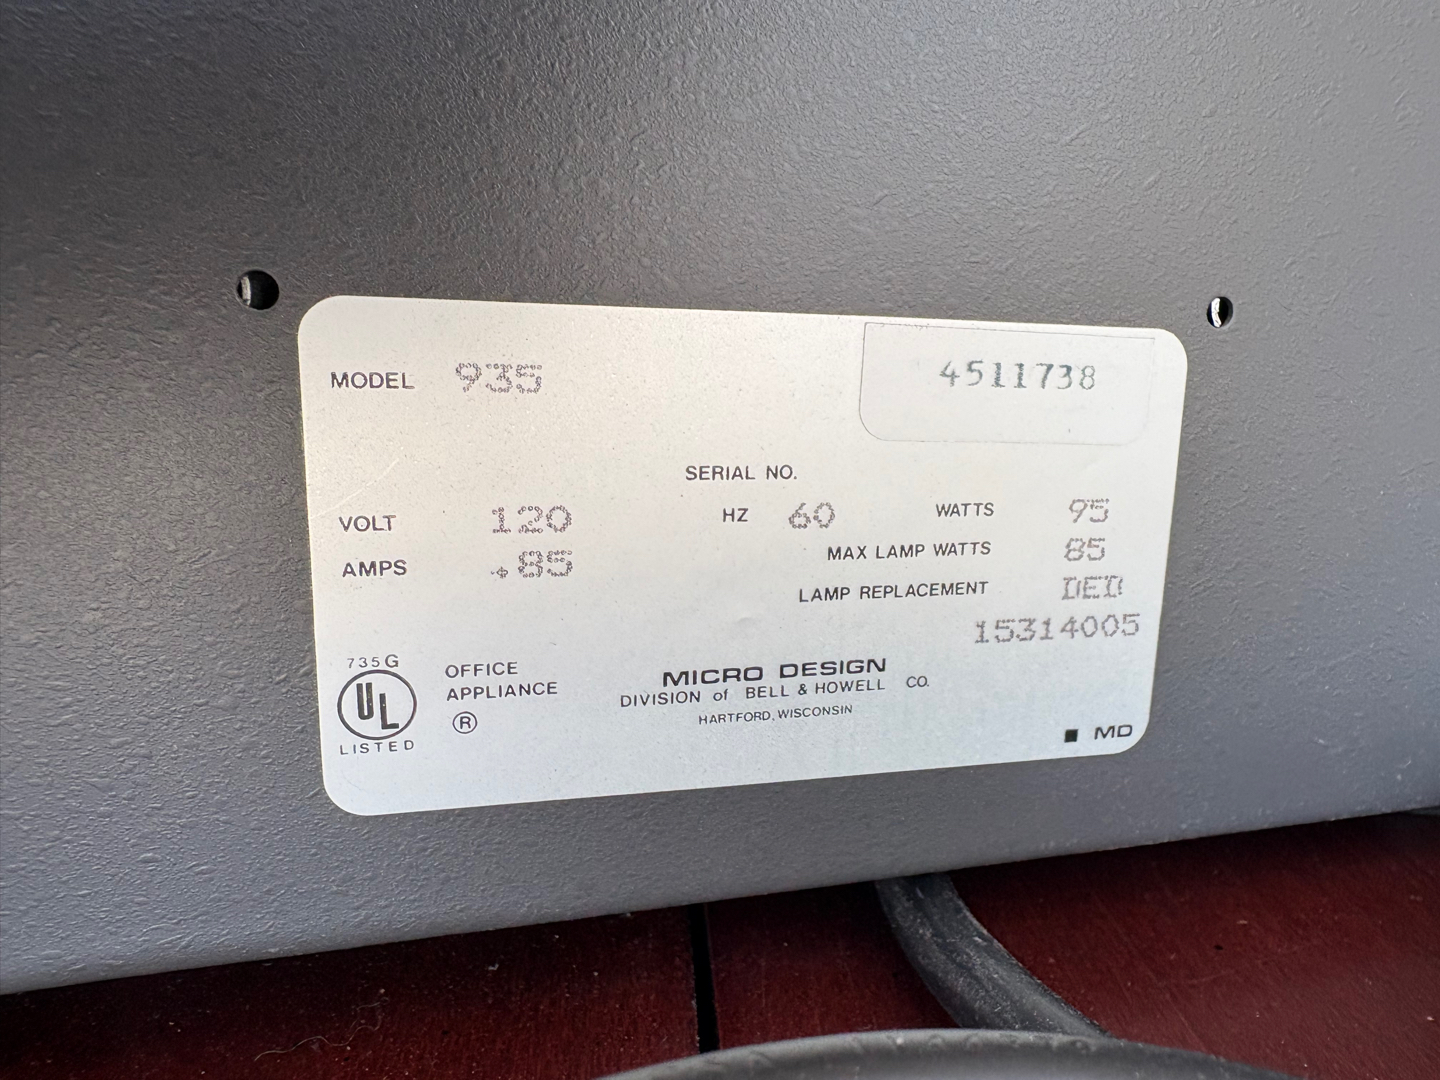 MODEL 935
4511738
SERIAL NO.
VOLT 120 HZ 60 WATTS 95
AMPS .85 MAX LAMP WATTS 85
LAMP REPLACEMENT DED
15314005
735G
UL
LISTED
OFFICE
APPLIANCE
®
MICRO DESIGN
DIVISION of BELL & HOWELL CO.
HARTFORD, WISCONSIN
■ MD